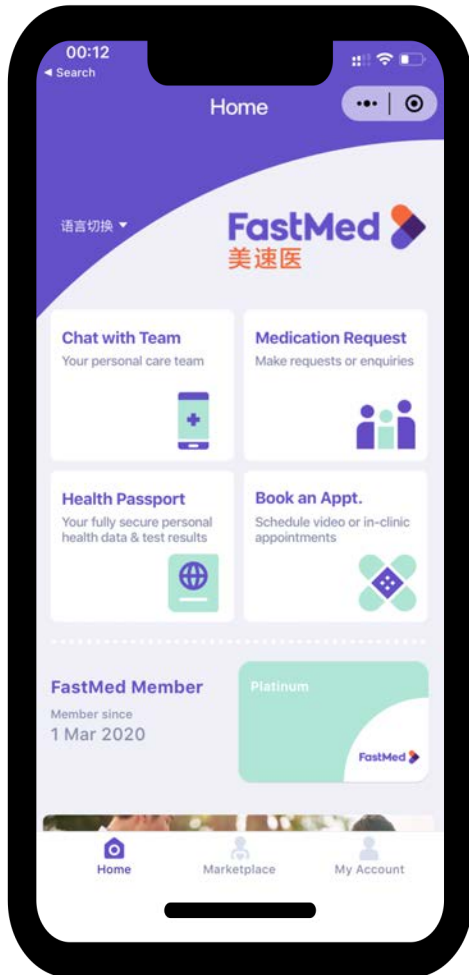 00:12
◀ Search
Home
语言切换 ▼
FastMed
美速医
Chat with Team
Your personal care team
Medication Request
Make requests or enquiries
Health Passport
Your fully secure personal
health data & test results
Book an Appt.
Schedule video or in-clinic
appointments
FastMed Member
Member since
1 Mar 2020
Platinum
FastMed
Home
Marketplace
My Account